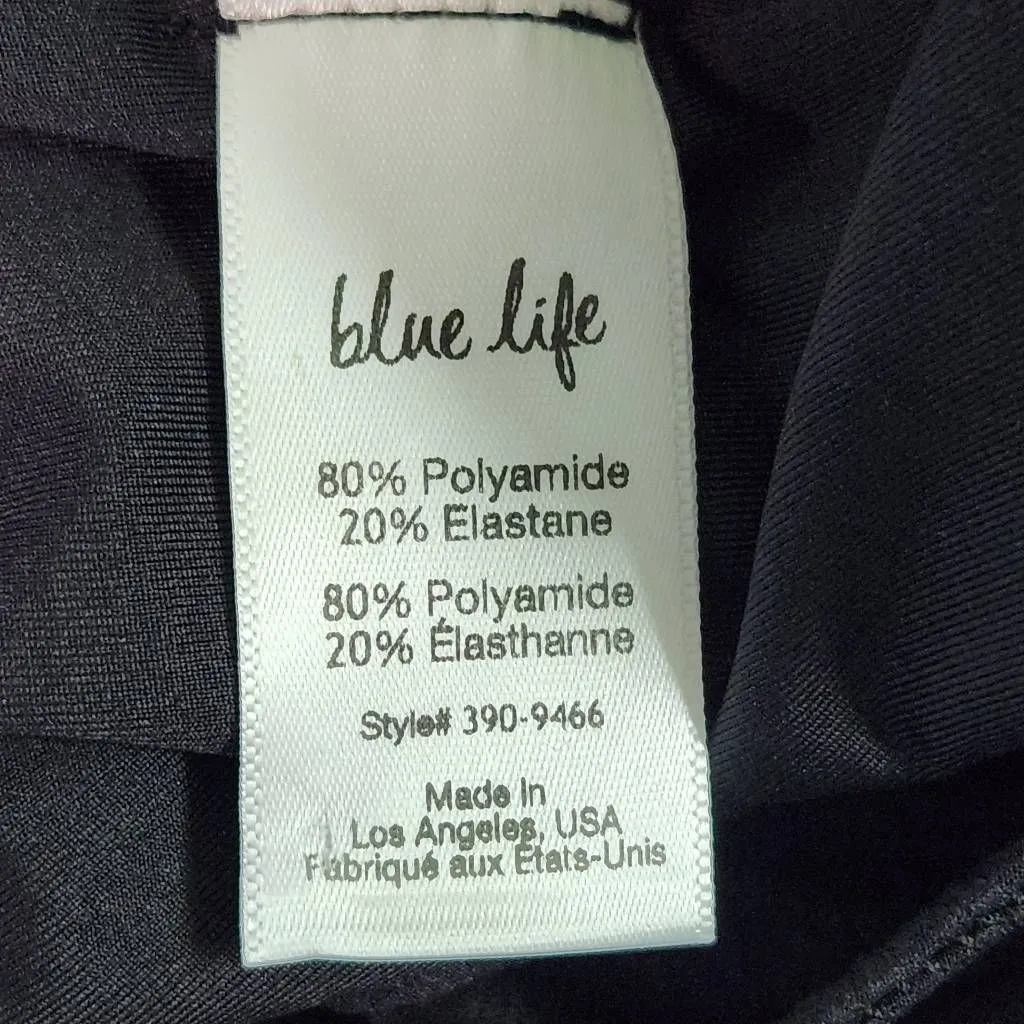 blue life
80% Polyamide
20% Elastane
80% Polyamide
20% Élasthanne
Style# 390-9466
Made In
Los Angeles, USA
Fabriqué aux États-Unis